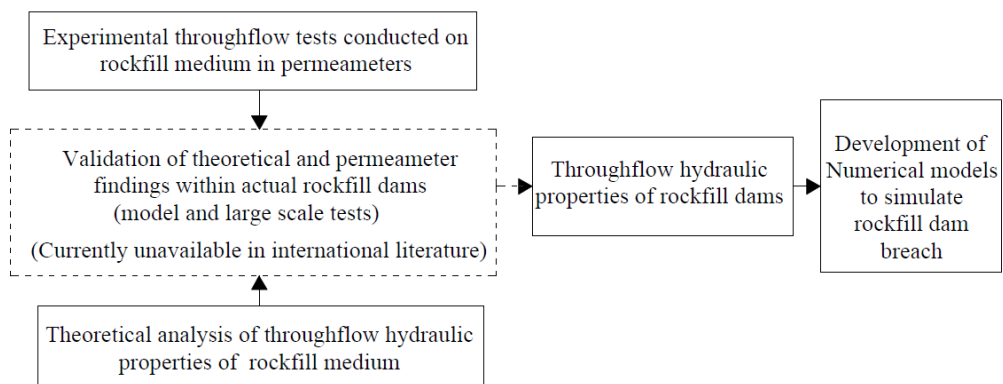 Experimental throughflow tests conducted on
rockfill medium in permeameters
Validation of theoretical and permeameter
findings within actual rockfill dams
(model and large scale tests)
(Currently unavailable in international literature)
Theoretical analysis of throughflow hydraulic
properties of rockfill medium
Throughflow hydraulic
properties of rockfill dams
Development of
Numerical models
to simulate
rockfill dam
breach